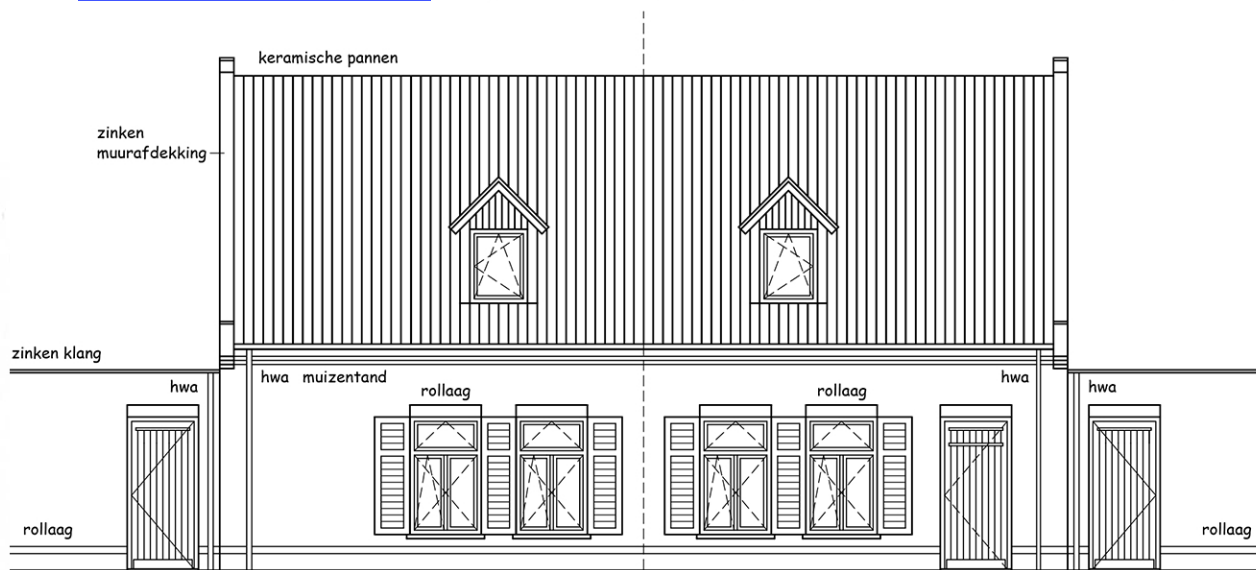 keramische pannen
zinken
muurafdekking
zinken klang
hwa
hwa muizentand
rollaag
rollaag
hwa
hwa
rollaag
rollaag